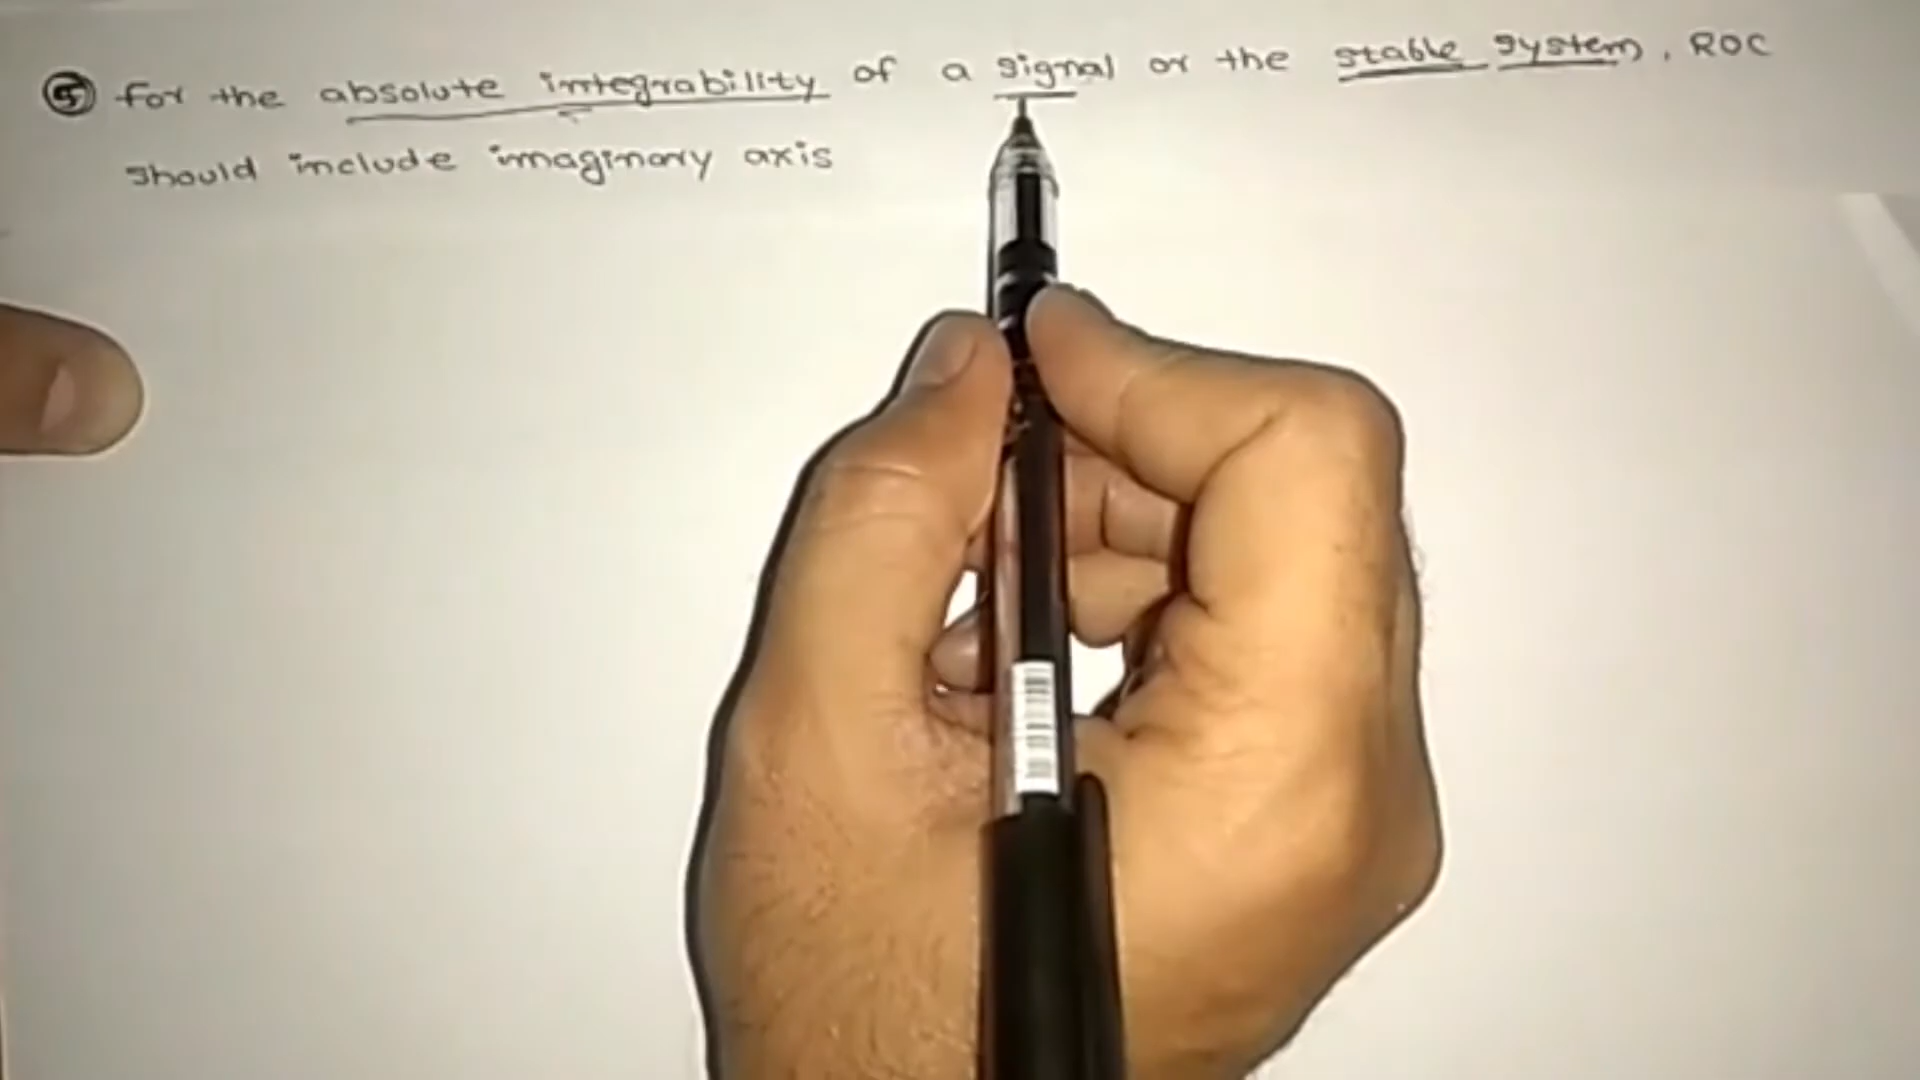 ⑤ for the absolute integrability of a signal or the stable system, ROC
should include imaginary axis